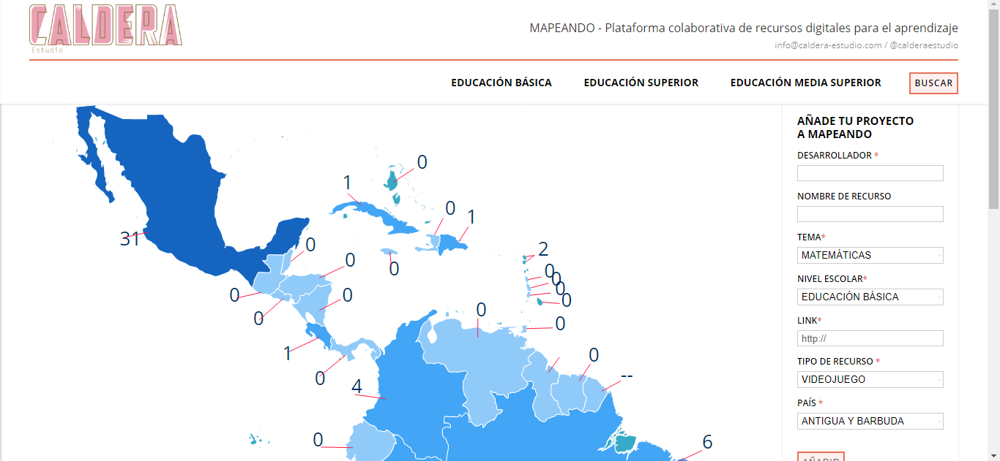 CALDERA
Estudio
MAPEANDO - Plataforma colaborativa de recursos digitales para el aprendizaje
info@caldera-estudio.com / @calderaestudio
EDUCACIÓN BÁSICA EDUCACIÓN SUPERIOR EDUCACIÓN MEDIA SUPERIOR BUSCAR
0
1
0
1
31
0
0
0
2
0
0
0
0
0
0
0
0
0
1
0
0
4
--
0
6
AÑADE TU PROYECTO
A MAPEANDO
DESARROLLADOR *
NOMBRE DE RECURSO
TEMA*
MATEMÁTICAS
NIVEL ESCOLAR*
EDUCACIÓN BÁSICA
LINK*
http://
TIPO DE RECURSO *
VIDEOJUEGO
PAÍS *
ANTIGUA Y BARBUDA
AÑADIR